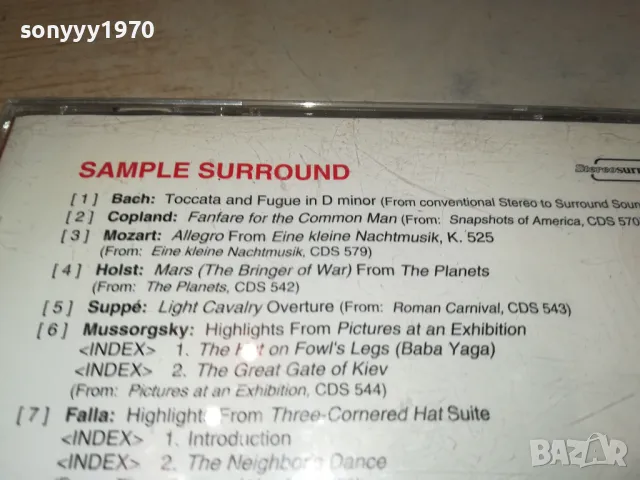 sonyyy1970
SAMPLE SURROUND
Stereosurr
[1] Bach: Toccata and Fugue in D minor (From conventional Stereo to Surround Soun
[2] Copland: Fanfare for the Common Man (From: Snapshots of America, CDS 570
[3] Mozart: Allegro From Eine kleine Nachtmusik, K. 525
(From: Eine kleine Nachtmusik, CDS 579)
[4] Holst: Mars (The Bringer of War) From The Planets
(From: The Planets, CDS 542)
[5] Suppé: Light Cavalry Overture (From: Roman Carnival, CDS 543)
[6] Mussorgsky: Highlights From Pictures at an Exhibition
<INDEX> 1. The Hut on Fowl's Legs (Baba Yaga)
<INDEX> 2. The Great Gate of Kiev
(From: Pictures at an Exhibition, CDS 544)
[7] Falla: Highlights From Three-Cornered Hat Suite
<INDEX> 1. Introduction
<INDEX> 2. The Neighbors Dance
BAZAR